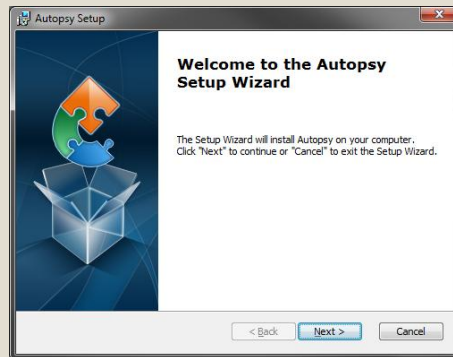 Autopsy Setup
Welcome to the Autopsy
Setup Wizard
The Setup Wizard will install Autopsy on your computer.
Click "Next" to continue or "Cancel" to exit the Setup Wizard.
< Back
Next >
Cancel